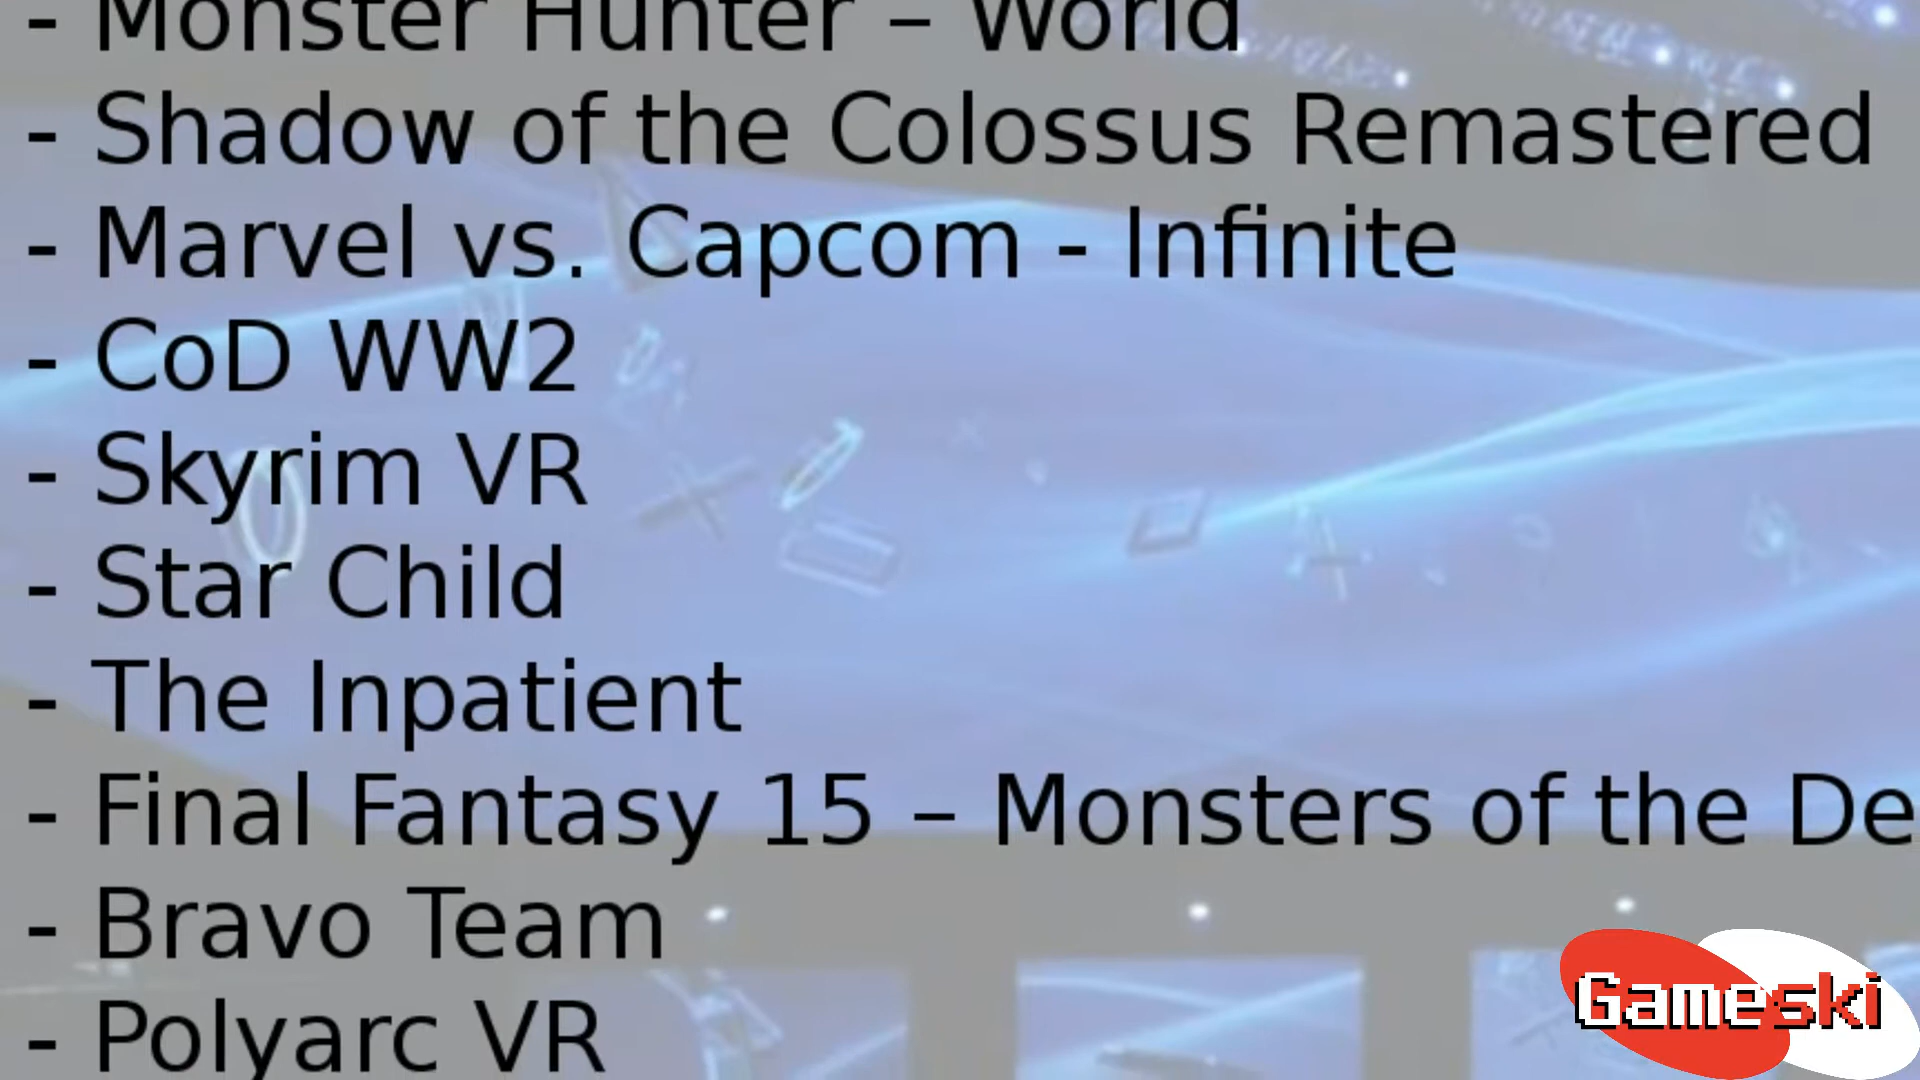 - Monster Hunter – World
- Shadow of the Colossus Remastered
- Marvel vs. Capcom - Infinite
- CoD WW2
- Skyrim VR
- Star Child
- The Inpatient
- Final Fantasy 15 – Monsters of the De
- Bravo Team
- Polyarc VR
Gameski